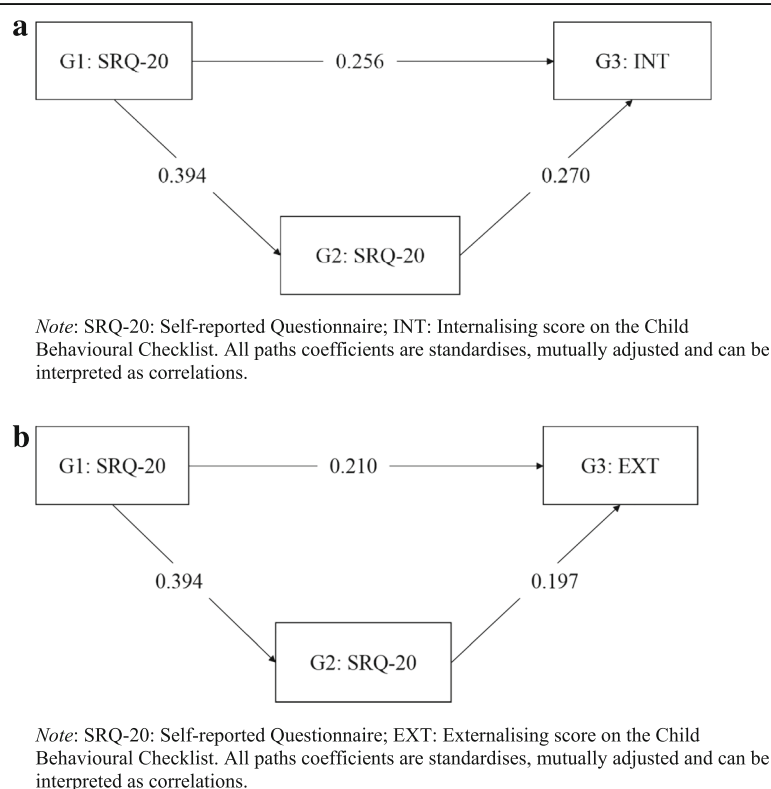 a
G1: SRQ-20
0.256
G3: INT
0.394
0.270
G2: SRQ-20
Note: SRQ-20: Self-reported Questionnaire; INT: Internalising score on the Child
Behavioural Checklist. All paths coefficients are standardises, mutually adjusted and can be
interpreted as correlations.
b
G1: SRQ-20
0.210
G3: EXT
0.394
0.197
G2: SRQ-20
Note: SRQ-20: Self-reported Questionnaire; EXT: Externalising score on the Child
Behavioural Checklist. All paths coefficients are standardises, mutually adjusted and can be
interpreted as correlations.